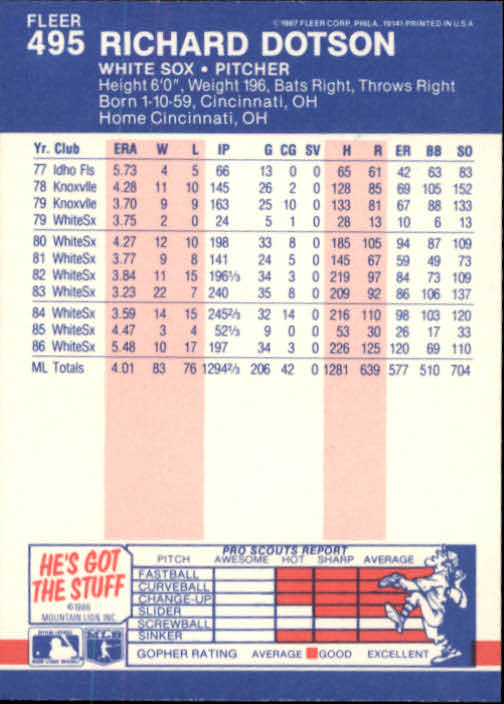 FLEER
495 RICHARD DOTSON
©1987 FLEER CORP., PHILA., 19141-PRINTED IN U.S.A.
WHITE SOX • PITCHER
Height 6'0", Weight 196, Bats Right, Throws Right
Born 1-10-59, Cincinnati, OH
Home Cincinnati, OH
Yr. Club ERA W L IP G CG SV H R ER BB SO
77 Idho Fls 5.73 4 5 66 13 0 0 65 61 42 63 83
78 Knoxvlle 4.28 11 10 145 26 2 0 128 85 69 105 152
79 Knoxvlle 3.70 9 9 163 25 10 0 133 81 67 88 133
79 WhiteSx 3.75 2 0 24 5 1 0 28 13 10 6 13
80 WhiteSx 4.27 12 10 198 33 8 0 185 105 94 87 109
81 WhiteSx 3.77 9 8 141 24 5 0 145 67 59 49 73
82 WhiteSx 3.84 11 15 196⅓ 34 3 0 219 97 84 73 109
83 WhiteSx 3.23 22 7 240 35 8 0 209 92 86 106 137
84 WhiteSx 3.59 14 15 245⅔ 32 14 0 216 110 98 103 120
85 WhiteSx 4.47 3 4 52⅓ 9 0 0 53 30 26 17 33
86 WhiteSx 5.48 10 17 197 34 3 0 226 125 120 69 110
ML Totals 4.01 83 76 1294⅔ 206 42 0 1281 639 577 510 704
HE'S GOT
THE STUFF
©1986
MOUNTAIN LION INC.
PRO SCOUTS REPORT
PITCH AWESOME HOT SHARP AVERAGE
FASTBALL
CURVEBALL
CHANGE-UP
SLIDER
SCREWBALL
SINKER
GOPHER RATING AVERAGE GOOD EXCELLENT